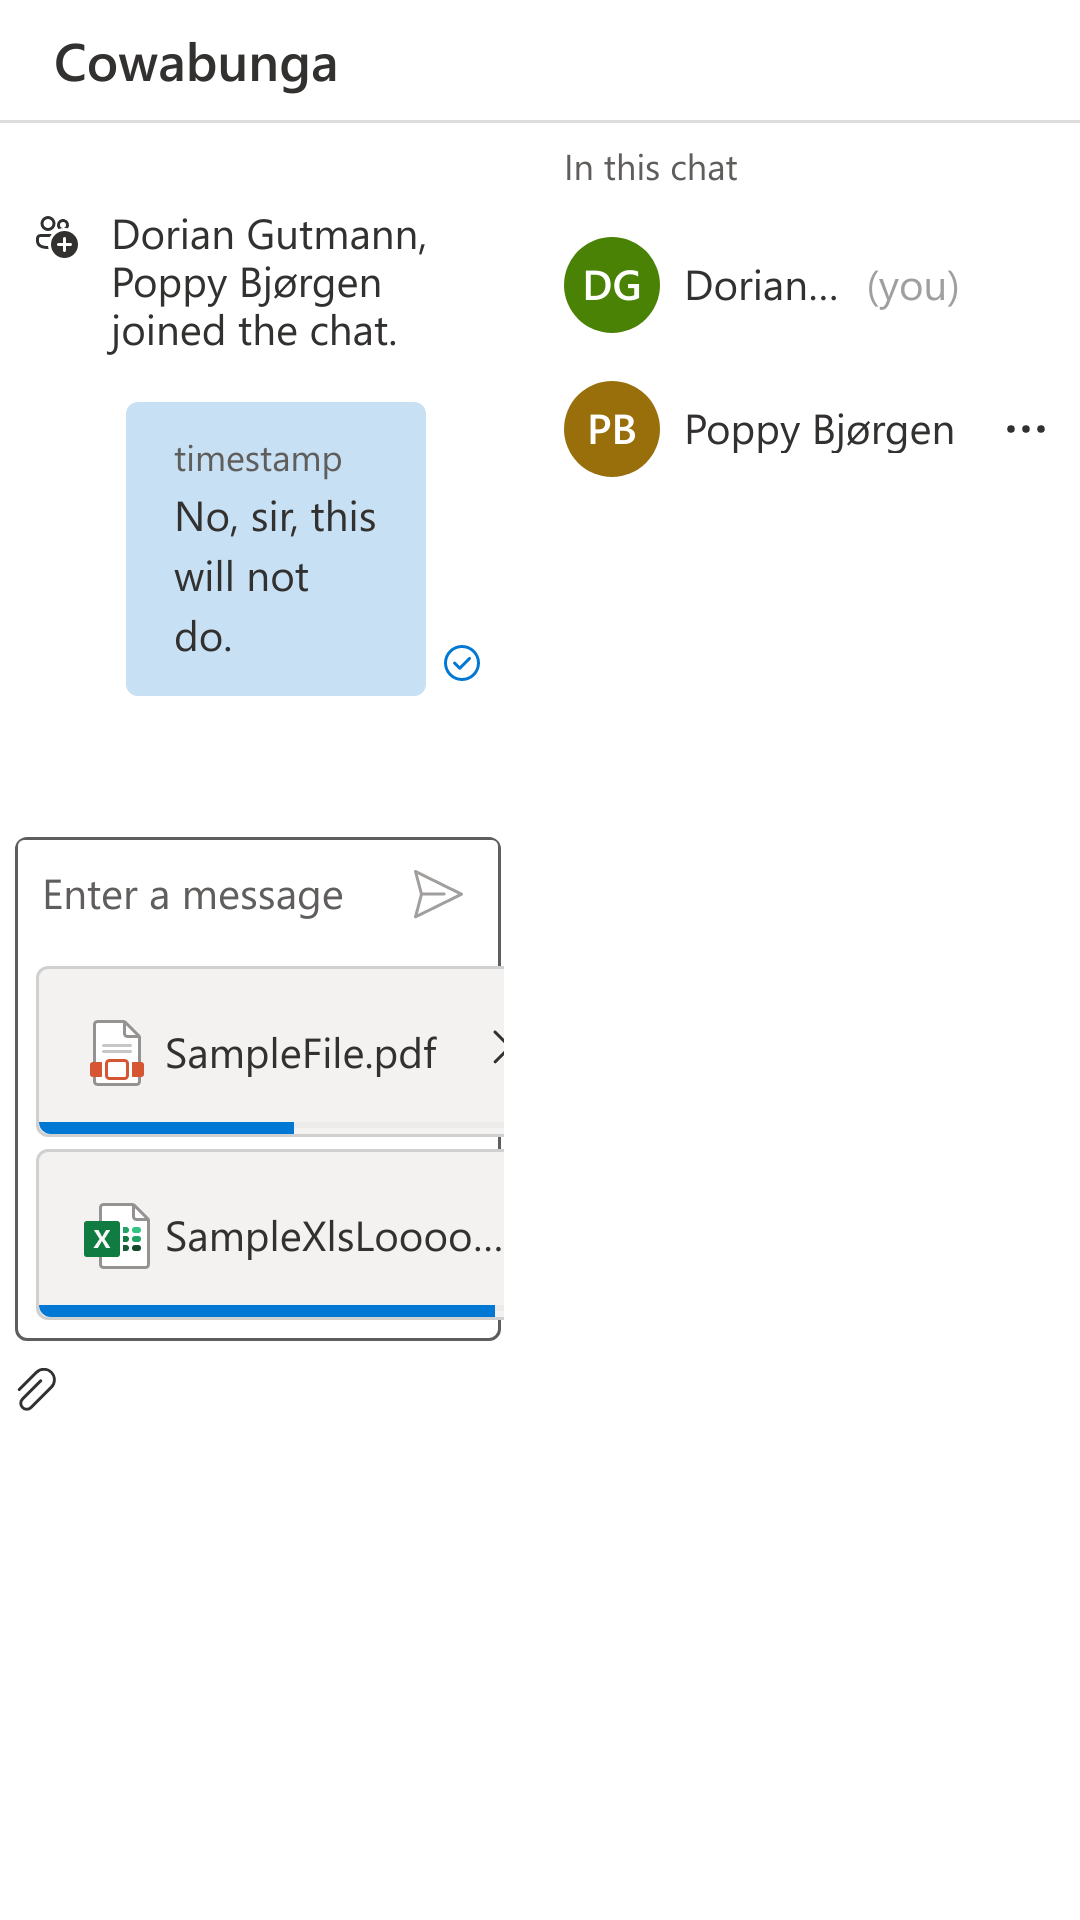 Cowabunga
Dorian Gutmann,
Poppy Bjørgen
joined the chat.
timestamp
No, sir, this
will not
do.
Enter a message
SampleFile.pdf
X
SampleXlsLoooo...
In this chat
DG
Dorian...
(you)
PB
Poppy Bjørgen